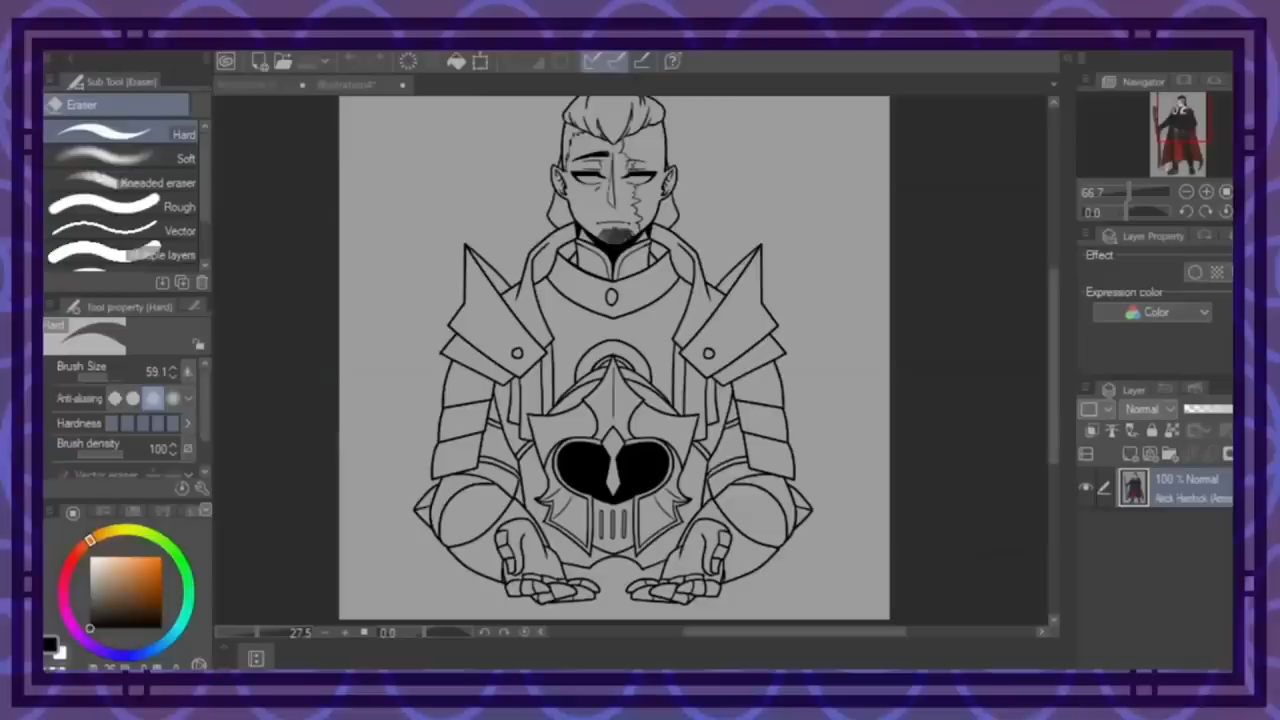 Sub Tool [Eraser]
Eraser
Hard
Soft
Kneaded eraser
Rough
Vector
layers
Tool property [Hard]
Hard
Brush Size 59.1
Anti-aliasing
Hardness
Brush density 100
27.5
0.0
Navigator
66.7
0.0
Layer Property
Effect
Expression color
Color
Layer
Normal
100 % Normal